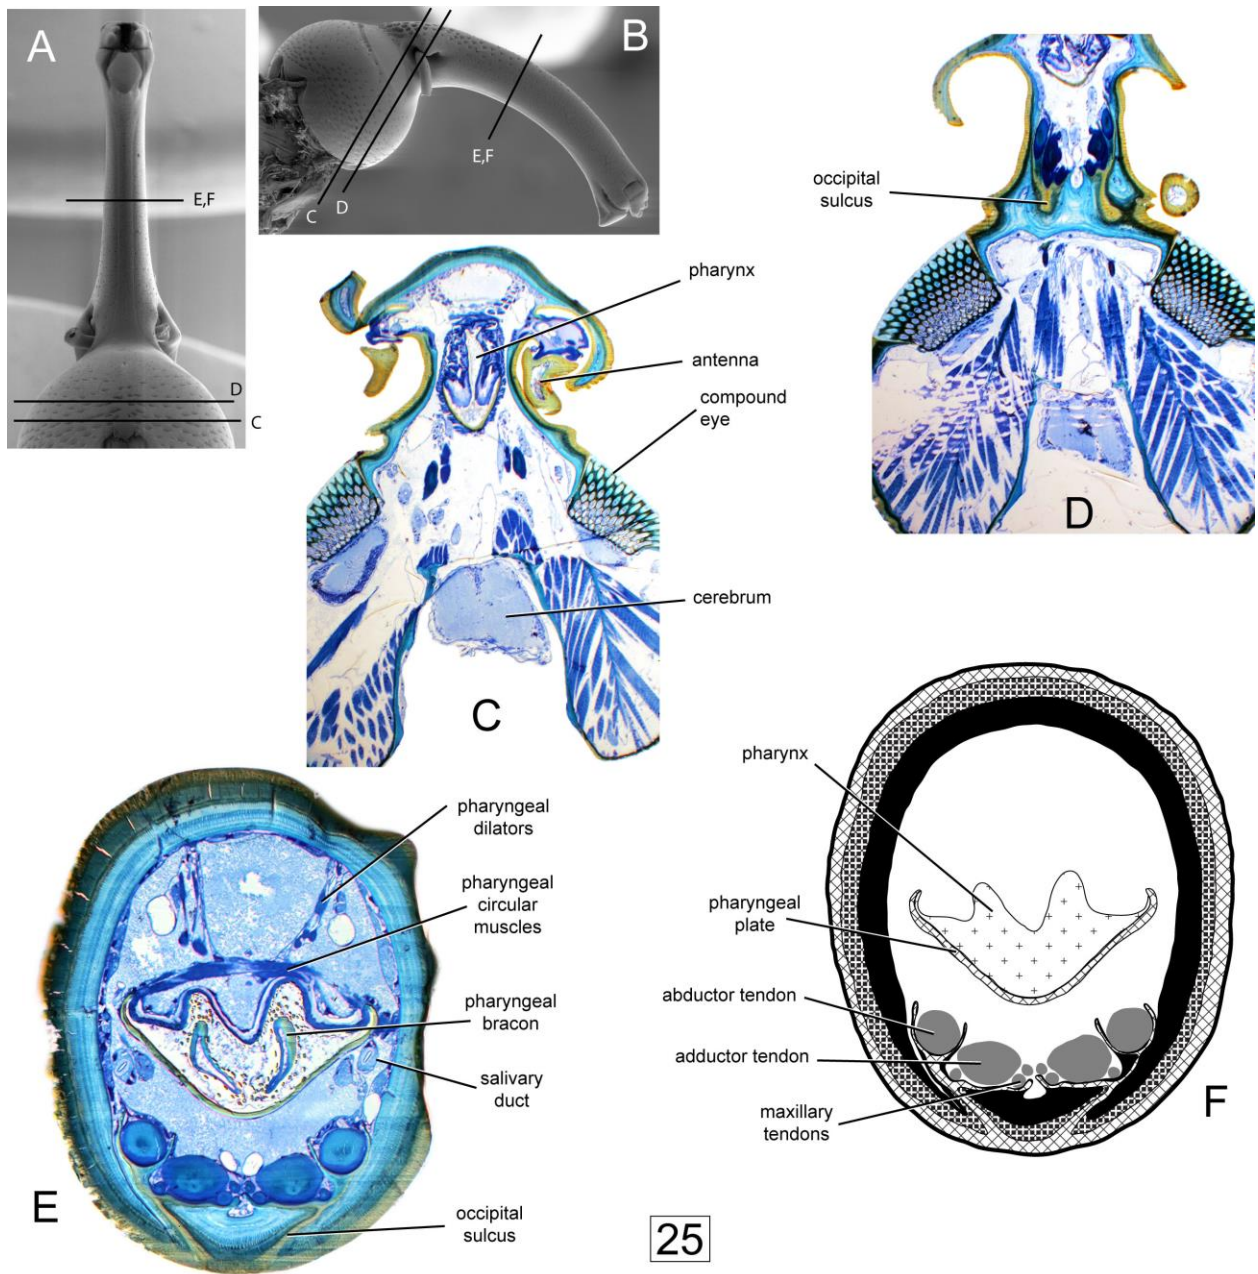 A
E,F
D
C
B
E,F
C
D
occipital
sulcus
D
pharynx
antenna
compound
eye
cerebrum
C
pharyngeal
dilators
pharyngeal
circular
muscles
pharyngeal
bracon
salivary
duct
occipital
sulcus
E
pharynx
pharyngeal
plate
abductor tendon
adductor tendon
maxillary
tendons
F
25